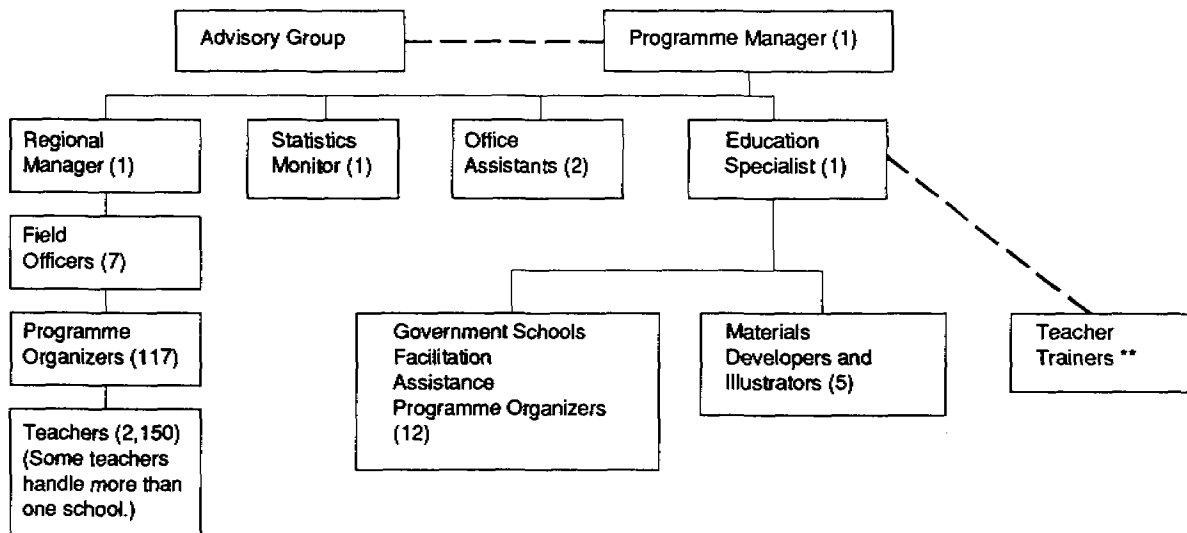 Advisory Group
Programme Manager (1)
Regional
Manager (1)
Statistics
Monitor (1)
Office
Assistants (2)
Education
Specialist (1)
Field
Officers (7)
Programme
Organizers (117)
Teachers (2,150)
(Some teachers
handle more than
one school.)
Government Schools
Facilitation
Assistance
Programme Organizers
(12)
Materials
Developers and
Illustrators (5)
Teacher
Trainers **